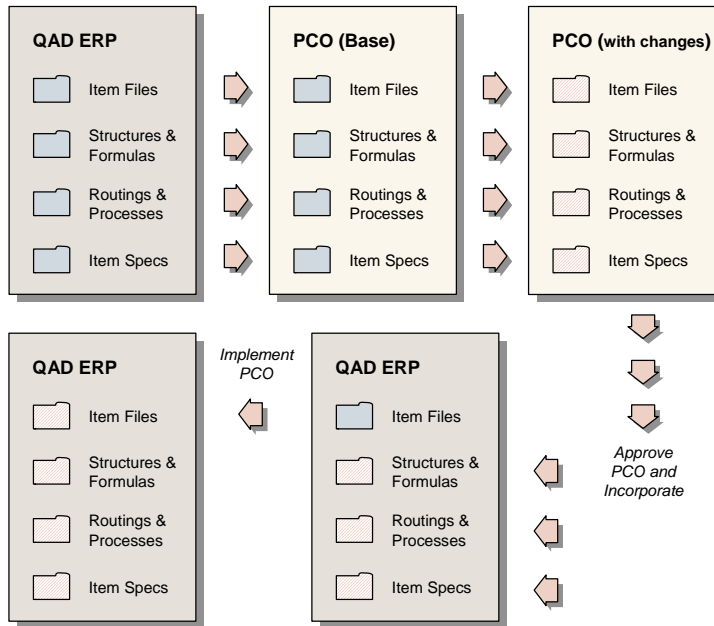 QAD ERP
Item Files
Structures &
Formulas
Routings &
Processes
Item Specs
PCO (Base)
Item Files
Structures &
Formulas
Routings &
Processes
Item Specs
PCO (with changes)
Item Files
Structures &
Formulas
Routings &
Processes
Item Specs
Approve
PCO and
Incorporate
QAD ERP
Item Files
Structures &
Formulas
Routings &
Processes
Item Specs
Implement
PCO
QAD ERP
Item Files
Structures &
Formulas
Routings &
Processes
Item Specs